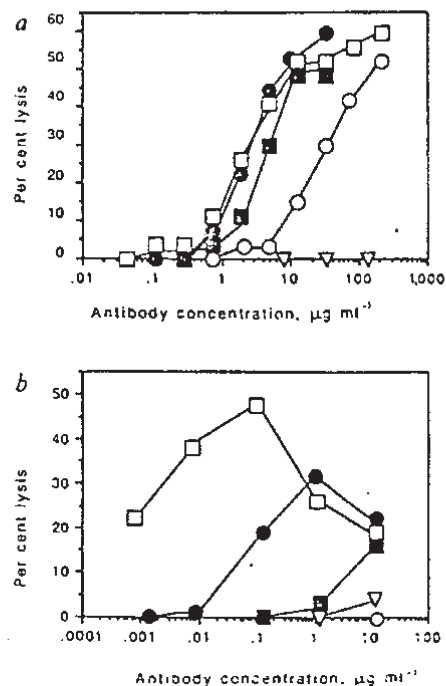 a
60
50
40
30
20
10
0
Per cent lysis
.01 .1 1 10 100 1,000
Antibody concentration, µg ml⁻¹
b
50
40
30
20
10
0
Per cent lysis
.0001 .001 .01 .1 1 10 100
Antibody concentration, µg ml⁻¹